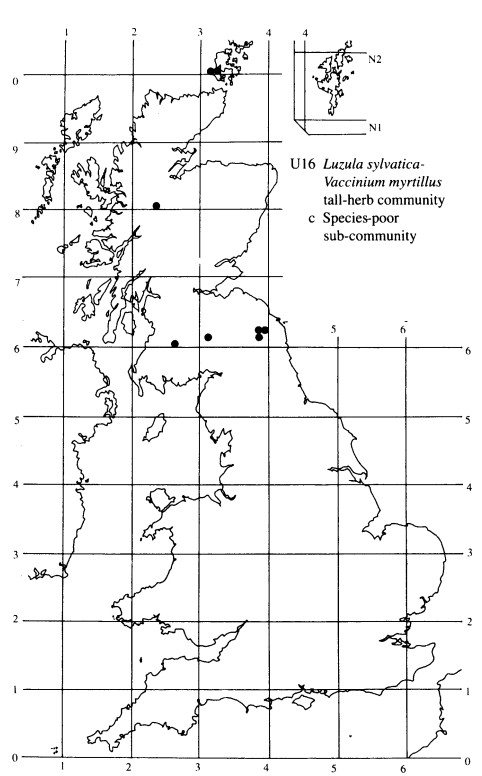 1 2 3 4 4
N2
0
N1
9
U16 Luzula sylvatica-
Vaccinium myrtillus
tall-herb community
c Species-poor
sub-community
8
7
5 6
6 6
5 5
4 4
3 3
2 2
1 1
0 0
1 2 3 4 5 6